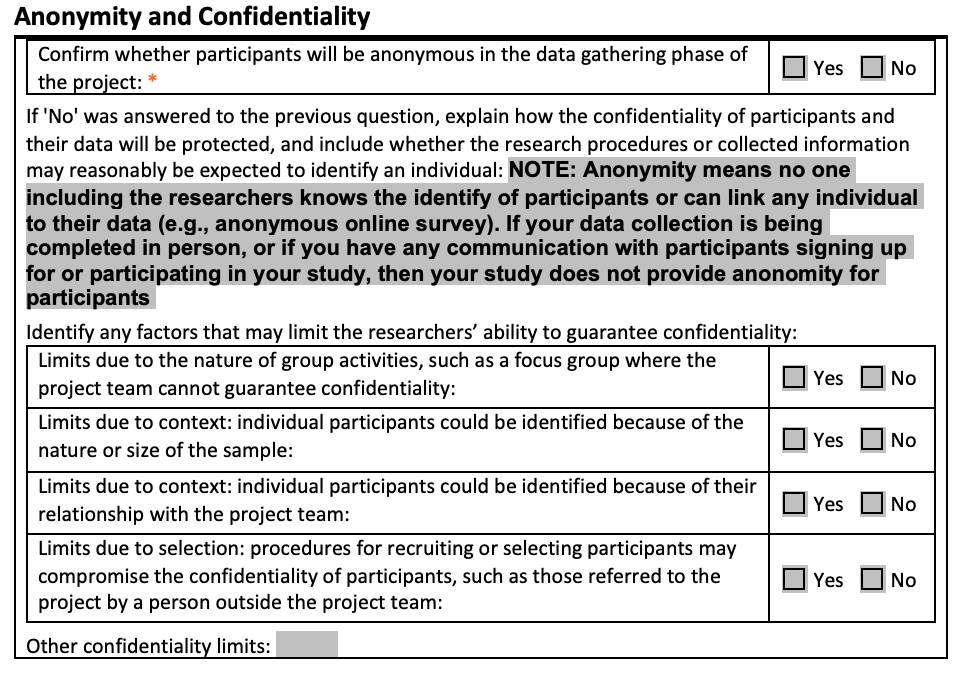 Anonymity and Confidentiality
Confirm whether participants will be anonymous in the data gathering phase of
the project: *
Yes No
If 'No' was answered to the previous question, explain how the confidentiality of participants and
their data will be protected, and include whether the research procedures or collected information
may reasonably be expected to identify an individual: NOTE: Anonymity means no one
including the researchers knows the identify of participants or can link any individual
to their data (e.g., anonymous online survey). If your data collection is being
completed in person, or if you have any communication with participants signing up
for or participating in your study, then your study does not provide anonomity for
participants
Identify any factors that may limit the researchers’ ability to guarantee confidentiality:
Limits due to the nature of group activities, such as a focus group where the
project team cannot guarantee confidentiality:
Yes No
Limits due to context: individual participants could be identified because of the
nature or size of the sample:
Yes No
Limits due to context: individual participants could be identified because of their
relationship with the project team:
Yes No
Limits due to selection: procedures for recruiting or selecting participants may
compromise the confidentiality of participants, such as those referred to the
project by a person outside the project team:
Yes No
Other confidentiality limits: